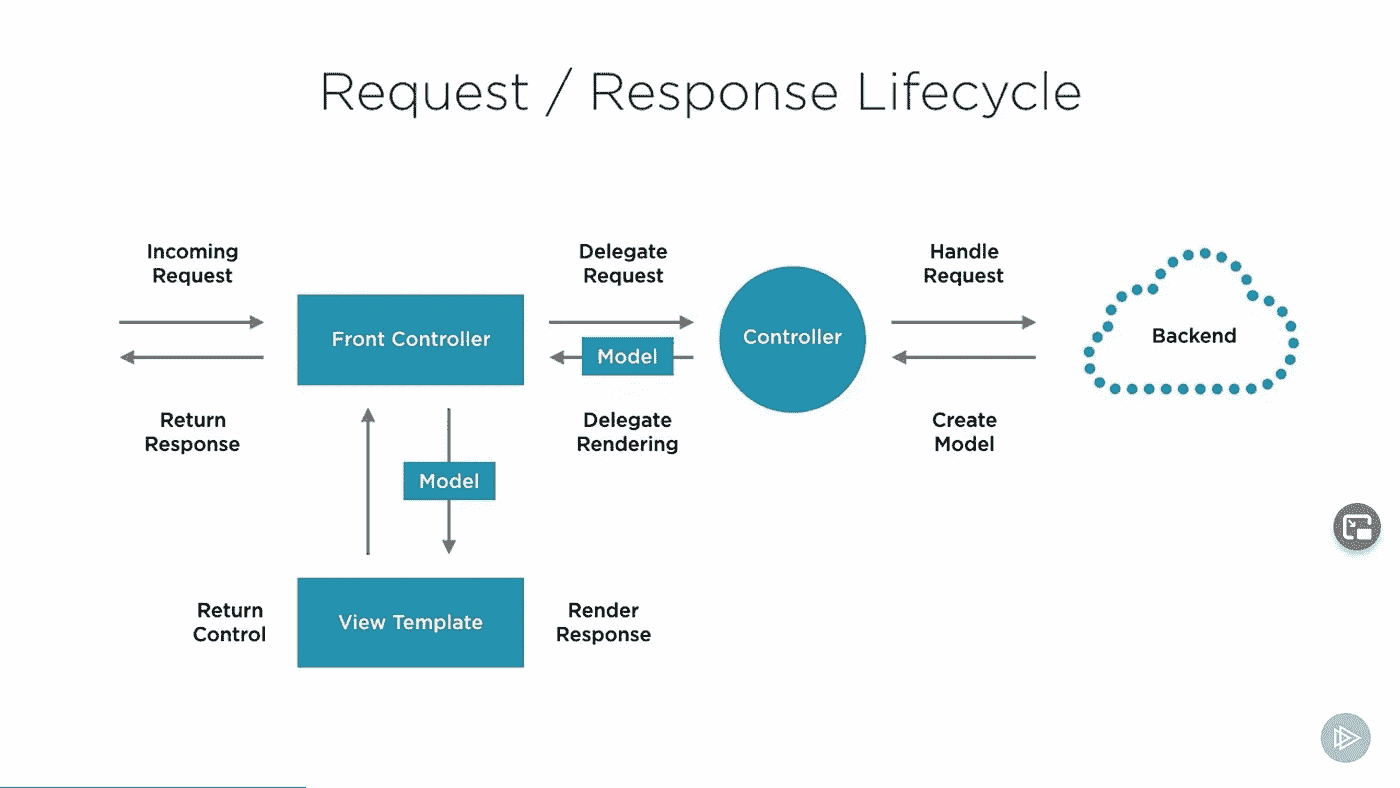 Request / Response Lifecycle
Incoming
Request
Delegate
Request
Handle
Request
Front Controller
Model
Controller
Backend
Return
Response
Delegate
Rendering
Create
Model
Model
Return
Control
View Template
Render
Response